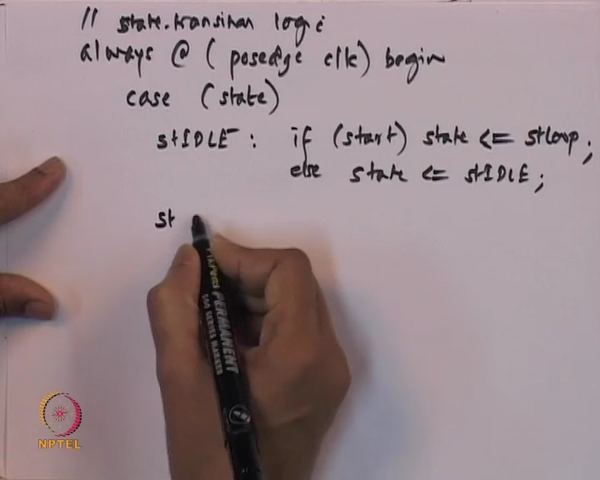 // state.transition logic
always @ ( posedge clk) begin
case (state)
stIDLE : if (start) state <= stLoop;
else state <= stIDLE;
st
PERMANENT
NPTEL